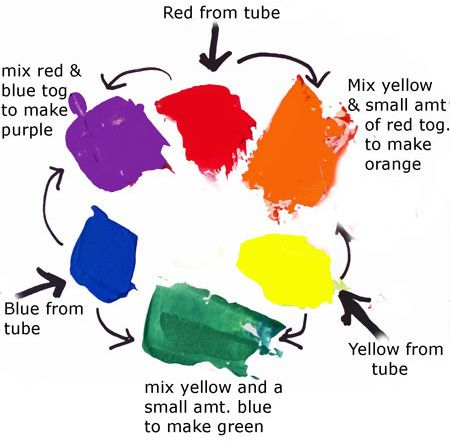 Red from tube
mix red &
blue tog.
to make
purple
Mix yellow
& small amt
of red tog.
to make
orange
Blue from
tube
Yellow from
tube
mix yellow and a
small amt. blue
to make green